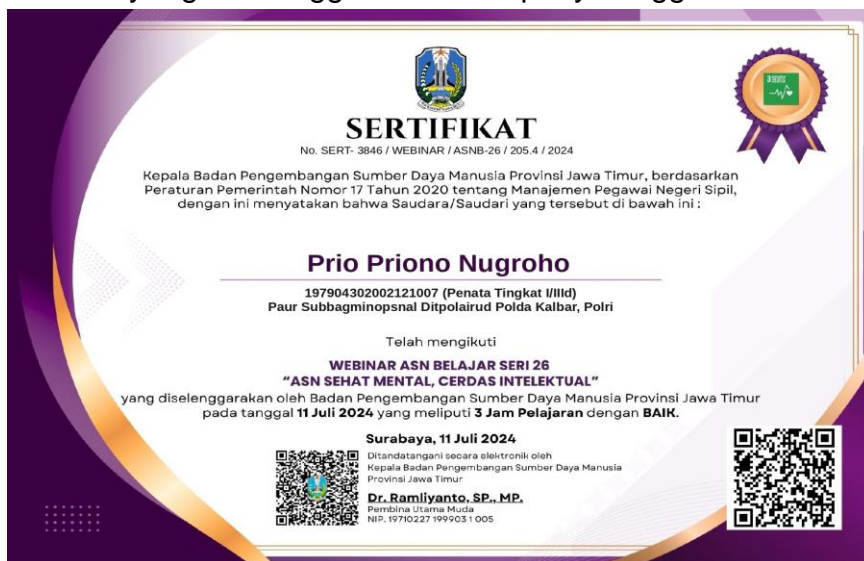 SERTIFIKAT
No. SERT- 3846 / WEBINAR / ASNB-26 / 205.4 / 2024
Kepala Badan Pengembangan Sumber Daya Manusia Provinsi Jawa Timur, berdasarkan
Peraturan Pemerintah Nomor 17 Tahun 2020 tentang Manajemen Pegawai Negeri Sipil,
dengan ini menyatakan bahwa Saudara/Saudari yang tersebut di bawah ini :
Prio Priono Nugroho
197904302002121007 (Penata Tingkat I/IIId)
Paur Subbagminopsnal Ditpolairud Polda Kalbar, Polri
Telah mengikuti
WEBINAR ASN BELAJAR SERI 26
“ASN SEHAT MENTAL, CERDAS INTELEKTUAL”
yang diselenggarakan oleh Badan Pengembangan Sumber Daya Manusia Provinsi Jawa Timur
pada tanggal 11 Juli 2024 yang meliputi 3 Jam Pelajaran dengan BAIK.
Surabaya, 11 Juli 2024
Ditandatangani secara elektronik oleh
Kepala Badan Pengembangan Sumber Daya Manusia
Provinsi Jawa Timur
Dr. Ramliyanto, SP., MP.
Pembina Utama Muda
NIP. 19710227 199903 1 005